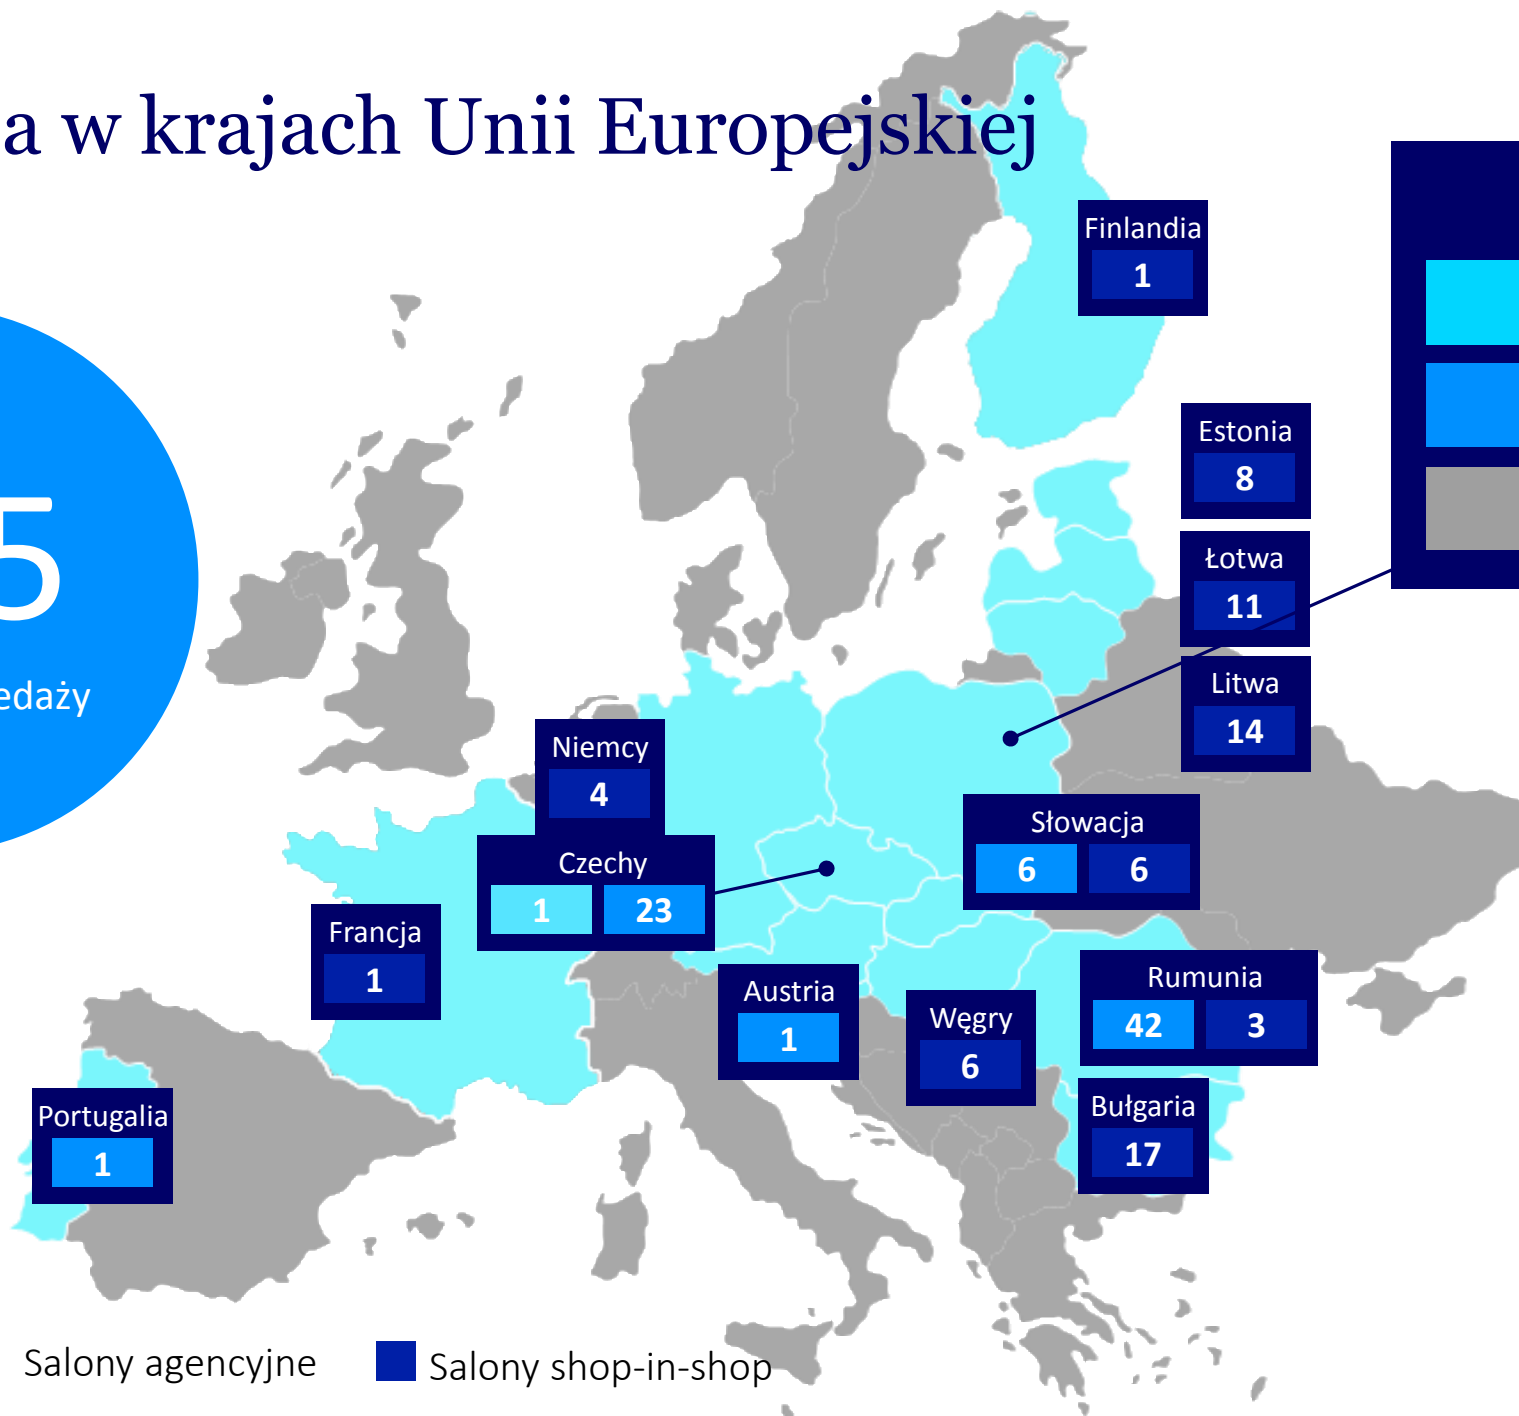 a w krajach Unii Europejskiej
Finlandia
1
Estonia
8
5
Łotwa
11
edaży
Litwa
14
Niemcy
4
Słowacja
6 6
Czechy
1 23
Francja
1
Austria
1
Węgry
6
Rumunia
42 3
Portugalia
1
Bułgaria
17
Salony agencyjne
Salony shop-in-shop